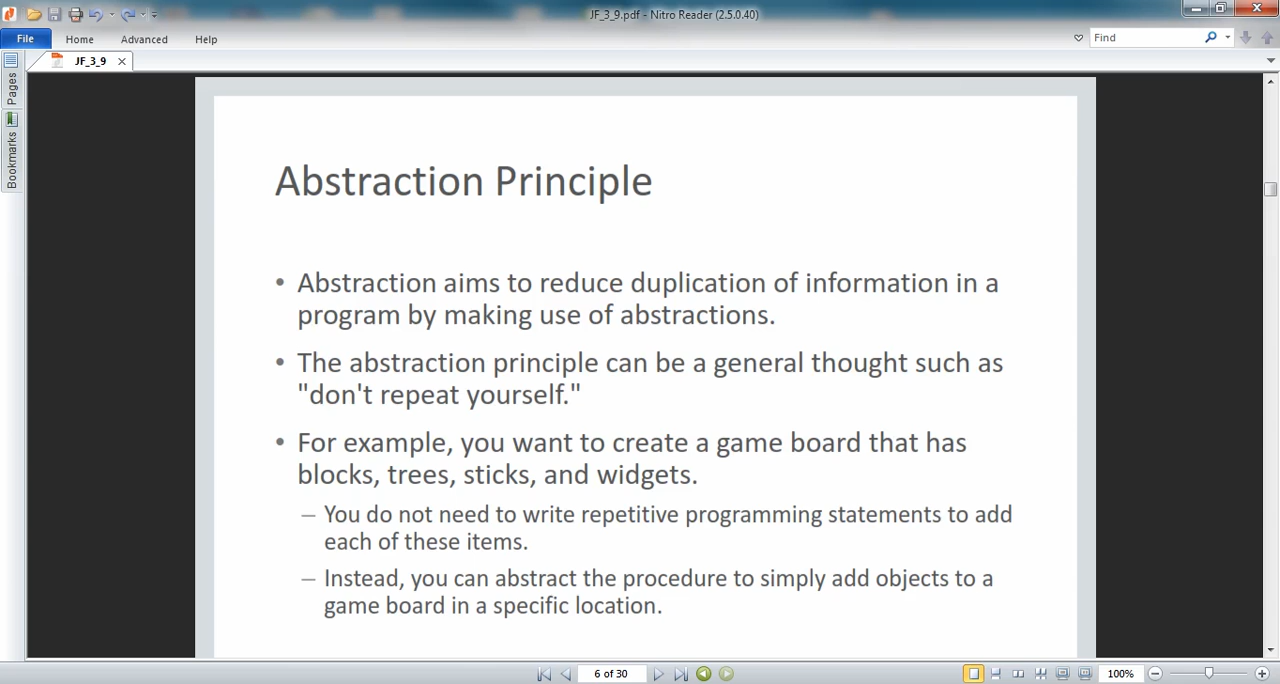 JF_3_9.pdf - Nitro Reader (2.5.0.40)
File Home Advanced Help
Find
JF_3_9
Pages
Bookmarks
Abstraction Principle
• Abstraction aims to reduce duplication of information in a
program by making use of abstractions.
• The abstraction principle can be a general thought such as
"don't repeat yourself."
• For example, you want to create a game board that has
blocks, trees, sticks, and widgets.
– You do not need to write repetitive programming statements to add
each of these items.
– Instead, you can abstract the procedure to simply add objects to a
game board in a specific location.
6 of 30
100%